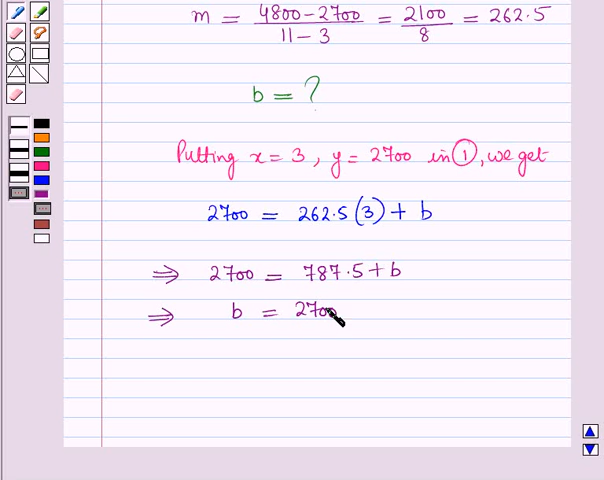 m = 4800-2700 / 11-3 = 2100 / 8 = 262.5
b = ?
Putting x = 3, y = 2700 in ①, we get
2700 = 262.5(3) + b
⇒ 2700 = 787.5 + b
⇒ b = 2700